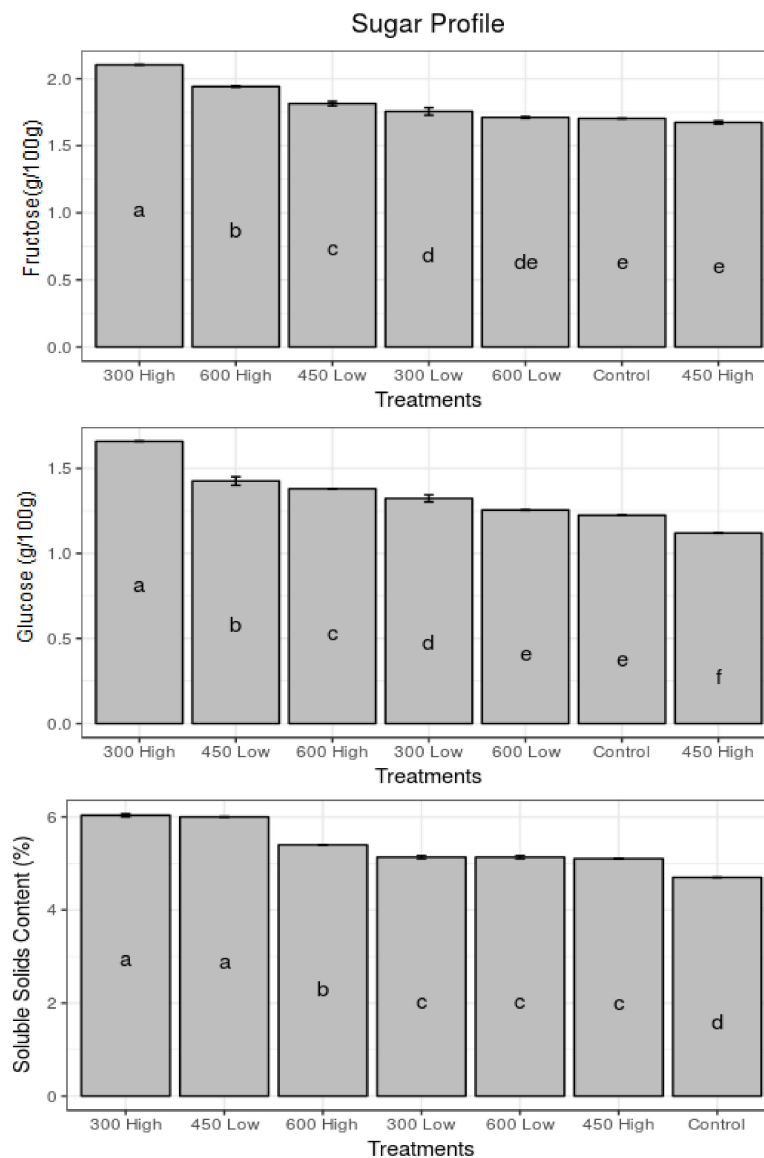 Sugar Profile
Fructose(g/100g)
2.0
1.5
1.0
0.5
0.0
a b c d de e e
300 High 600 High 450 Low 300 Low 600 Low Control 450 High
Treatments
Glucose (g/100g)
1.5
1.0
0.5
0.0
a b c d e e f
300 High 450 Low 600 High 300 Low 600 Low Control 450 High
Treatments
Soluble Solids Content (%)
6
4
2
0
a a b c c c d
300 High 450 Low 600 High 300 Low 600 Low 450 High Control
Treatments